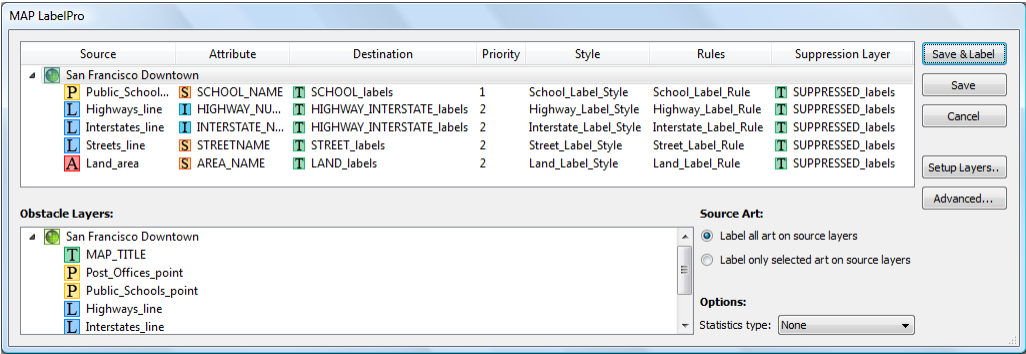 MAP LabelPro
Source Attribute Destination Priority Style Rules Suppression Layer
San Francisco Downtown
P Public_School... S SCHOOL_NAME T SCHOOL_labels 1 School_Label_Style School_Label_Rule T SUPPRESSED_labels
L Highways_line I HIGHWAY_NU... T HIGHWAY_INTERSTATE_labels 2 Highway_Label_Style Highway_Label_Rule T SUPPRESSED_labels
L Interstates_line I INTERSTATE_N... T HIGHWAY_INTERSTATE_labels 2 Interstate_Label_Style Interstate_Label_Rule T SUPPRESSED_labels
L Streets_line S STREETNAME T STREET_labels 2 Street_Label_Style Street_Label_Rule T SUPPRESSED_labels
A Land_area S AREA_NAME T LAND_labels 2 Land_Label_Style Land_Label_Rule T SUPPRESSED_labels
Save & Label
Save
Cancel
Setup Layers..
Advanced...
Obstacle Layers:
San Francisco Downtown
T MAP_TITLE
P Post_Offices_point
P Public_Schools_point
L Highways_line
L Interstates_line
Source Art:
Label all art on source layers
Label only selected art on source layers
Options:
Statistics type: None